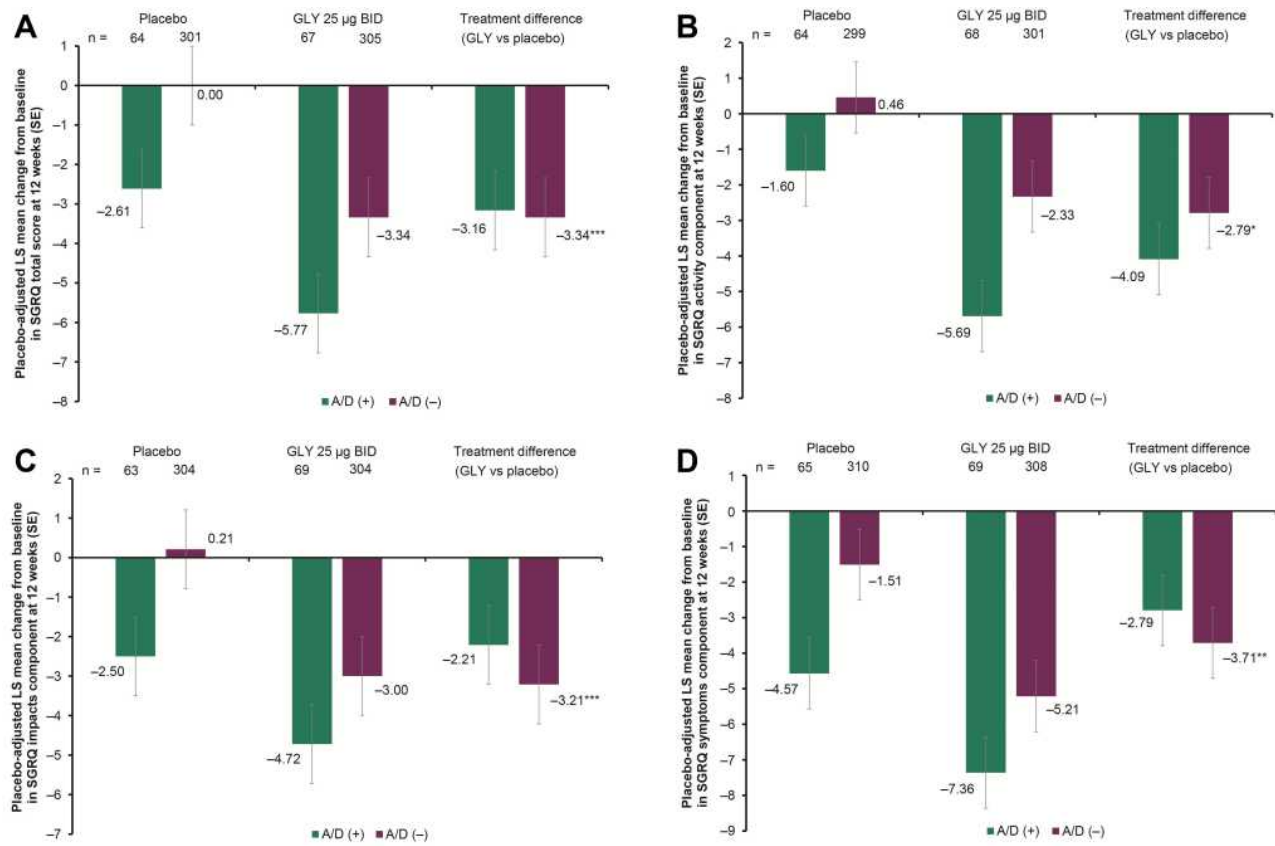 A
Placebo GLY 25 µg BID Treatment difference
n = 64 301 67 305 (GLY vs placebo)
Placebo-adjusted LS mean change from baseline
in SGRQ total score at 12 weeks (SE)
1
0
–1
–2
–3
–4
–5
–6
–7
–8
0.00
–2.61
–5.77
–3.34
–3.16
–3.34***
A/D (+) A/D (–)
B
Placebo GLY 25 µg BID Treatment difference
n = 64 299 68 301 (GLY vs placebo)
Placebo-adjusted LS mean change from baseline
in SGRQ activity component at 12 weeks (SE)
2
1
0
–1
–2
–3
–4
–5
–6
–7
–8
0.46
–1.60
–5.69
–2.33
–4.09
–2.79*
A/D (+) A/D (–)
C
Placebo GLY 25 µg BID Treatment difference
n = 63 304 69 304 (GLY vs placebo)
Placebo-adjusted LS mean change from baseline
in SGRQ impacts component at 12 weeks (SE)
2
1
0
–1
–2
–3
–4
–5
–6
–7
0.21
–2.50
–4.72
–3.00
–2.21
–3.21***
A/D (+) A/D (–)
D
Placebo GLY 25 µg BID Treatment difference
n = 65 310 69 308 (GLY vs placebo)
Placebo-adjusted LS mean change from baseline
in SGRQ symptoms component at 12 weeks (SE)
1
0
–1
–2
–3
–4
–5
–6
–7
–8
–9
–4.57
–1.51
–7.36
–5.21
–2.79
–3.71**
A/D (+) A/D (–)